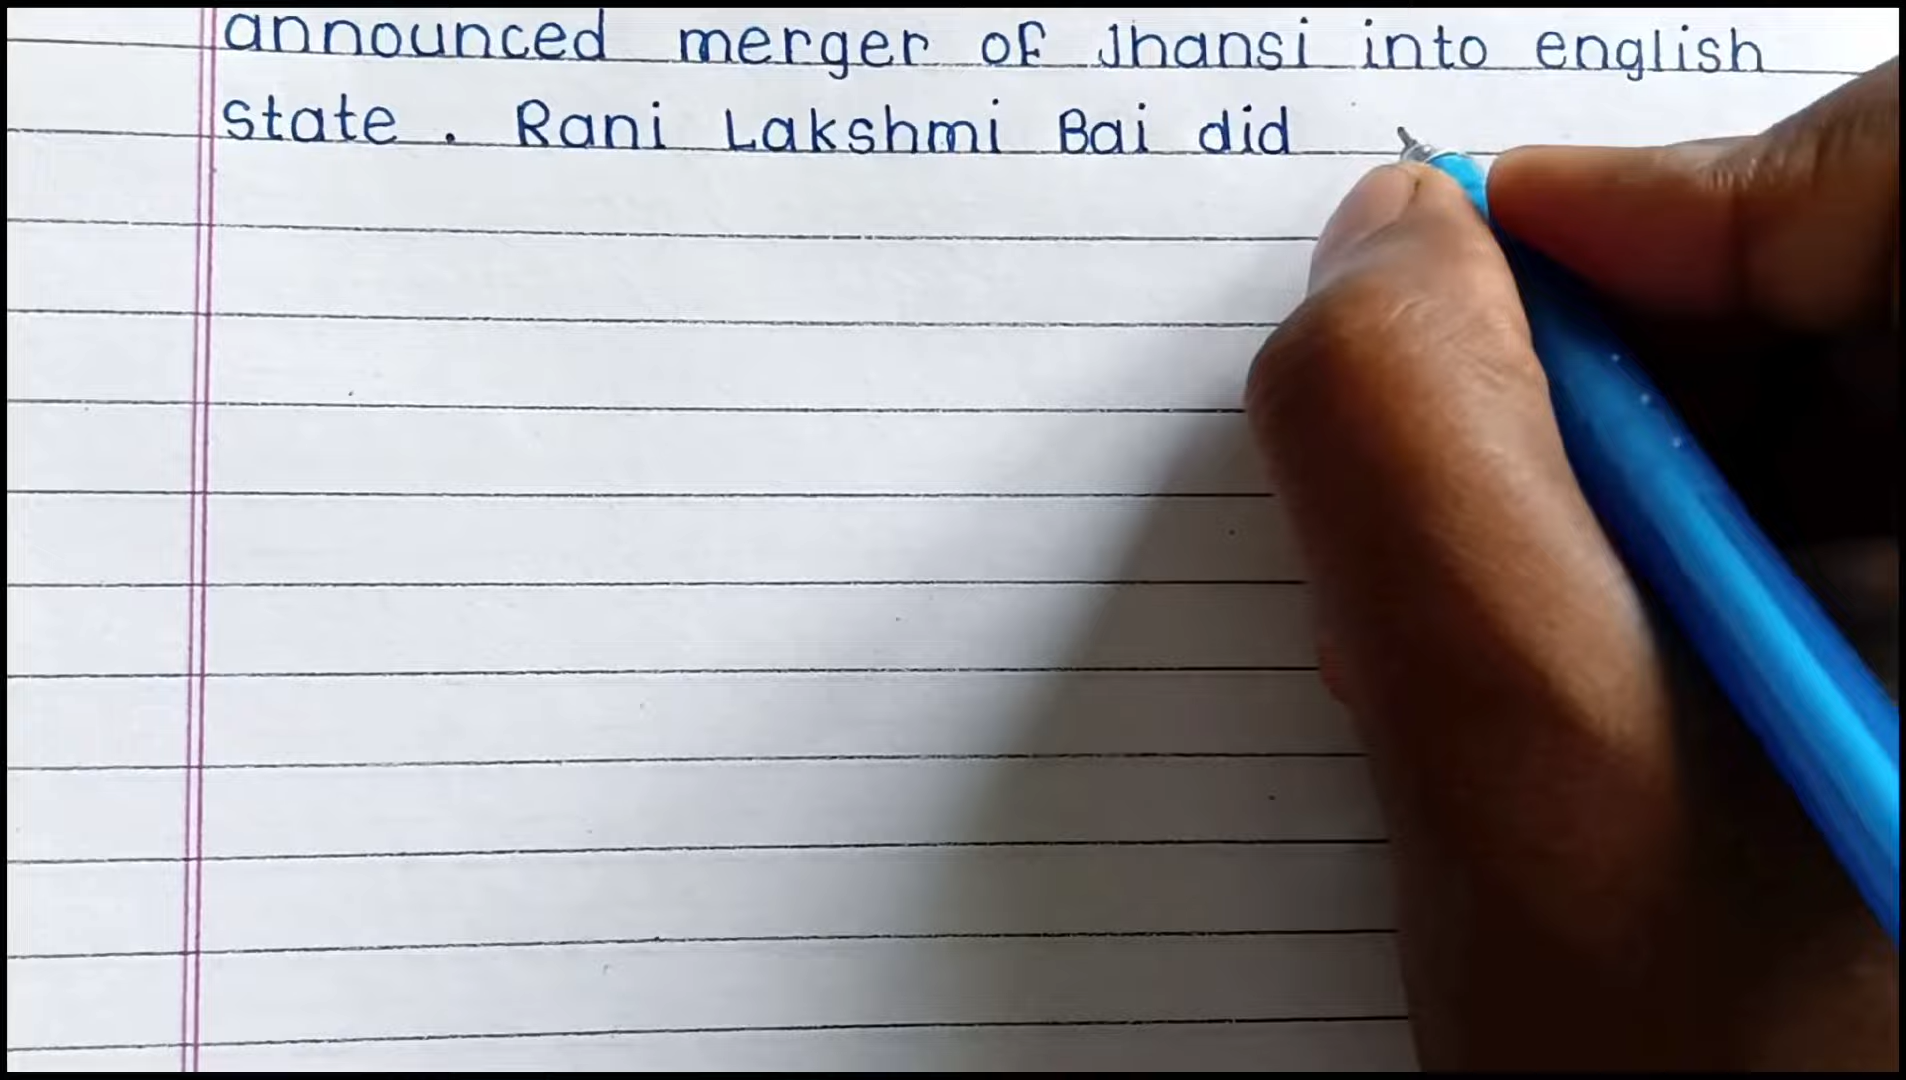 announced merger of Jhansi into english
state . Rani Lakshmi Bai did